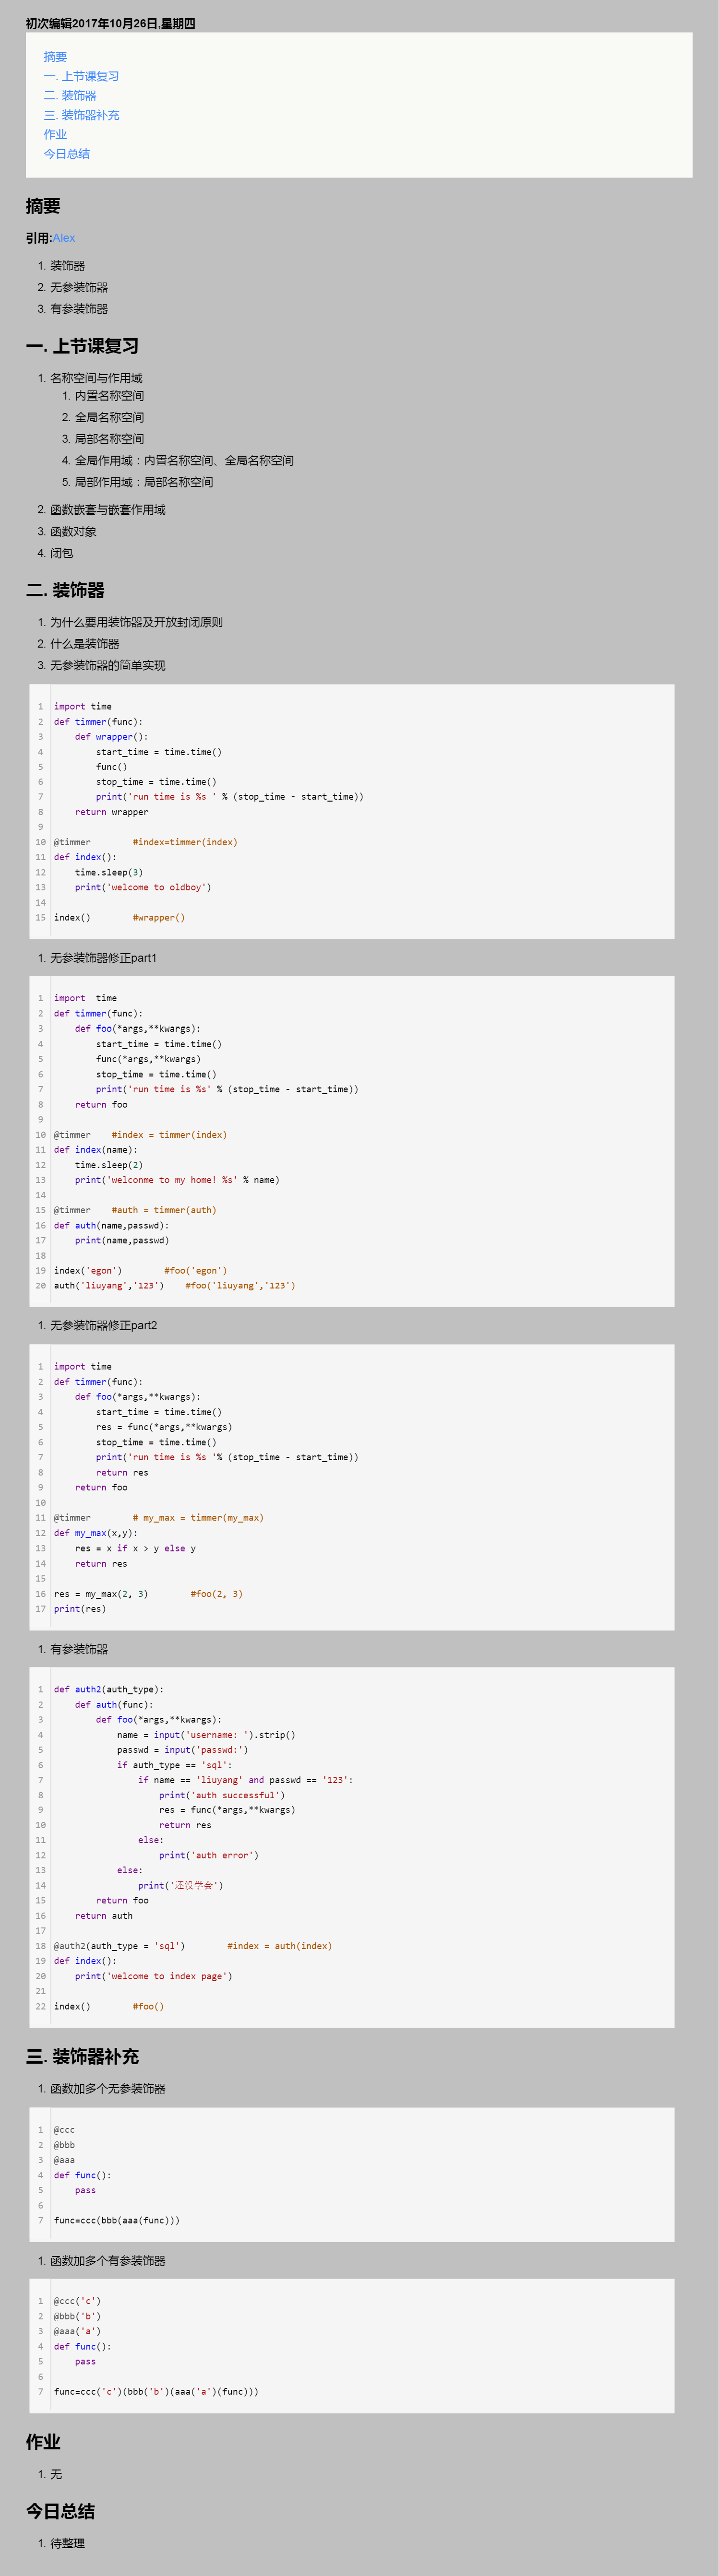 初次编辑2017年10月26日,星期四
摘要
一. 上节课复习
二. 装饰器
三. 装饰器补充
作业
今日总结
摘要
引用:Alex
1. 装饰器
2. 无参装饰器
3. 有参装饰器
一. 上节课复习
1. 名称空间与作用域
1. 内置名称空间
2. 全局名称空间
3. 局部名称空间
4. 全局作用域：内置名称空间、全局名称空间
5. 局部作用域：局部名称空间
2. 函数嵌套与嵌套作用域
3. 函数对象
4. 闭包
二. 装饰器
1. 为什么要用装饰器及开放封闭原则
2. 什么是装饰器
3. 无参装饰器的简单实现
1 import time
2 def timmer(func):
3     def wrapper():
4         start_time = time.time()
5         func()
6         stop_time = time.time()
7         print('run time is %s ' % (stop_time - start_time))
8     return wrapper
9
10 @timmer        #index=timmer(index)
11 def index():
12     time.sleep(3)
13     print('welcome to oldboy')
14
15 index()        #wrapper()
1. 无参装饰器修正part1
1 import  time
2 def timmer(func):
3     def foo(*args,**kwargs):
4         start_time = time.time()
5         func(*args,**kwargs)
6         stop_time = time.time()
7         print('run time is %s' % (stop_time - start_time))
8     return foo
9
10 @timmer    #index = timmer(index)
11 def index(name):
12     time.sleep(2)
13     print('welconme to my home! %s' % name)
14
15 @timmer    #auth = timmer(auth)
16 def auth(name,passwd):
17     print(name,passwd)
18
19 index('egon')        #foo('egon')
20 auth('liuyang','123')    #foo('liuyang','123')
1. 无参装饰器修正part2
1 import time
2 def timmer(func):
3     def foo(*args,**kwargs):
4         start_time = time.time()
5         res = func(*args,**kwargs)
6         stop_time = time.time()
7         print('run time is %s '% (stop_time - start_time))
8         return res
9     return foo
10
11 @timmer        # my_max = timmer(my_max)
12 def my_max(x,y):
13     res = x if x > y else y
14     return res
15
16 res = my_max(2, 3)        #foo(2, 3)
17 print(res)
1. 有参装饰器
1 def auth2(auth_type):
2     def auth(func):
3         def foo(*args,**kwargs):
4             name = input('username: ').strip()
5             passwd = input('passwd:')
6             if auth_type == 'sql':
7                 if name == 'liuyang' and passwd == '123':
8                     print('auth successful')
9                     res = func(*args,**kwargs)
10                     return res
11                 else:
12                     print('auth error')
13             else:
14                 print('还没学会')
15         return foo
16     return auth
17
18 @auth2(auth_type = 'sql')        #index = auth(index)
19 def index():
20     print('welcome to index page')
21
22 index()        #foo()
三. 装饰器补充
1. 函数加多个无参装饰器
1 @ccc
2 @bbb
3 @aaa
4 def func():
5     pass
6
7 func=ccc(bbb(aaa(func)))
1. 函数加多个有参装饰器
1 @ccc('c')
2 @bbb('b')
3 @aaa('a')
4 def func():
5     pass
6
7 func=ccc('c')(bbb('b')(aaa('a')(func)))
作业
1. 无
今日总结
1. 待整理